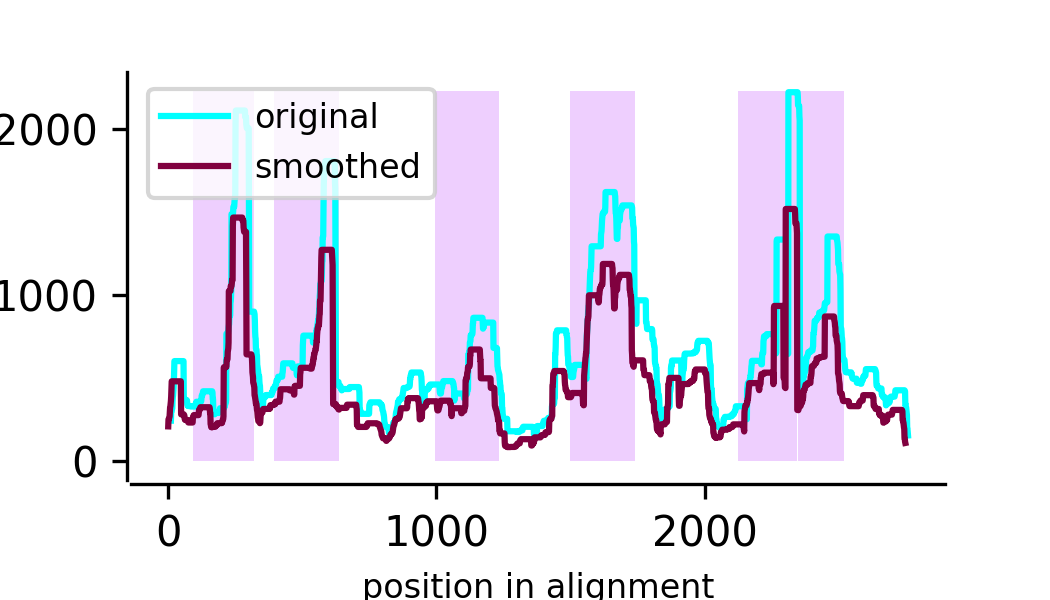 original
smoothed
2000
1000
0
0 1000 2000
position in alignment